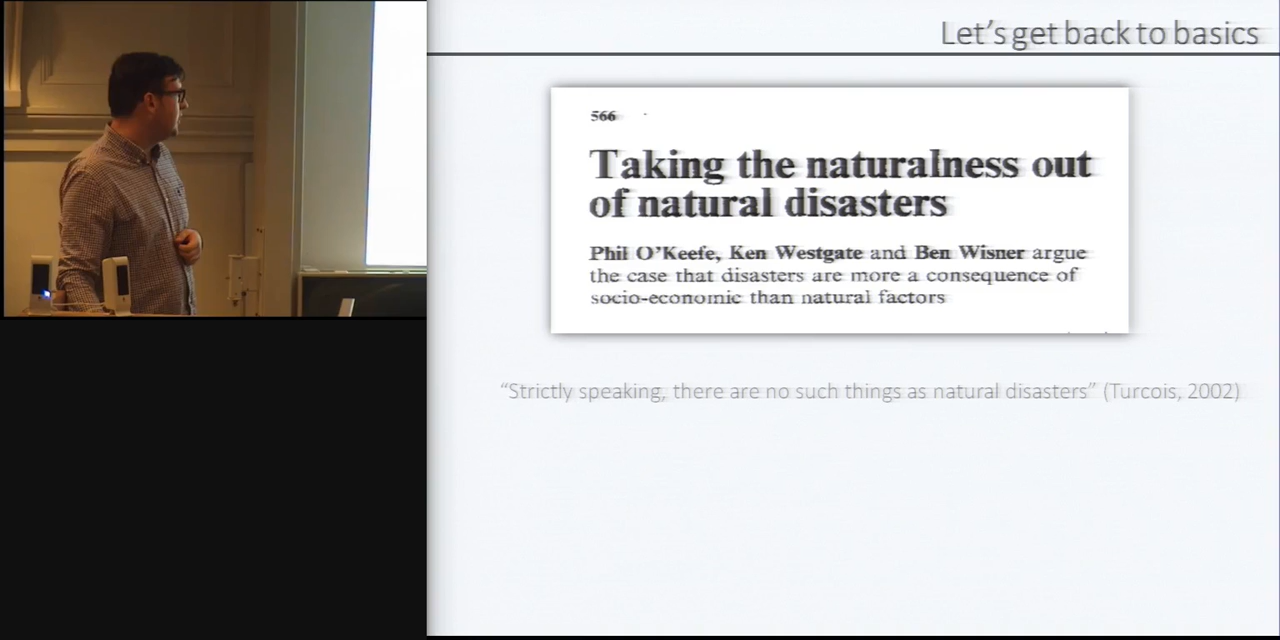 Let's get back to basics
566
Taking the naturalness out
of natural disasters
Phil O'Keefe, Ken Westgate and Ben Wisner argue
the case that disasters are more a consequence of
socio-economic than natural factors
"Strictly speaking, there are no such things as natural disasters" (Turcois, 2002)